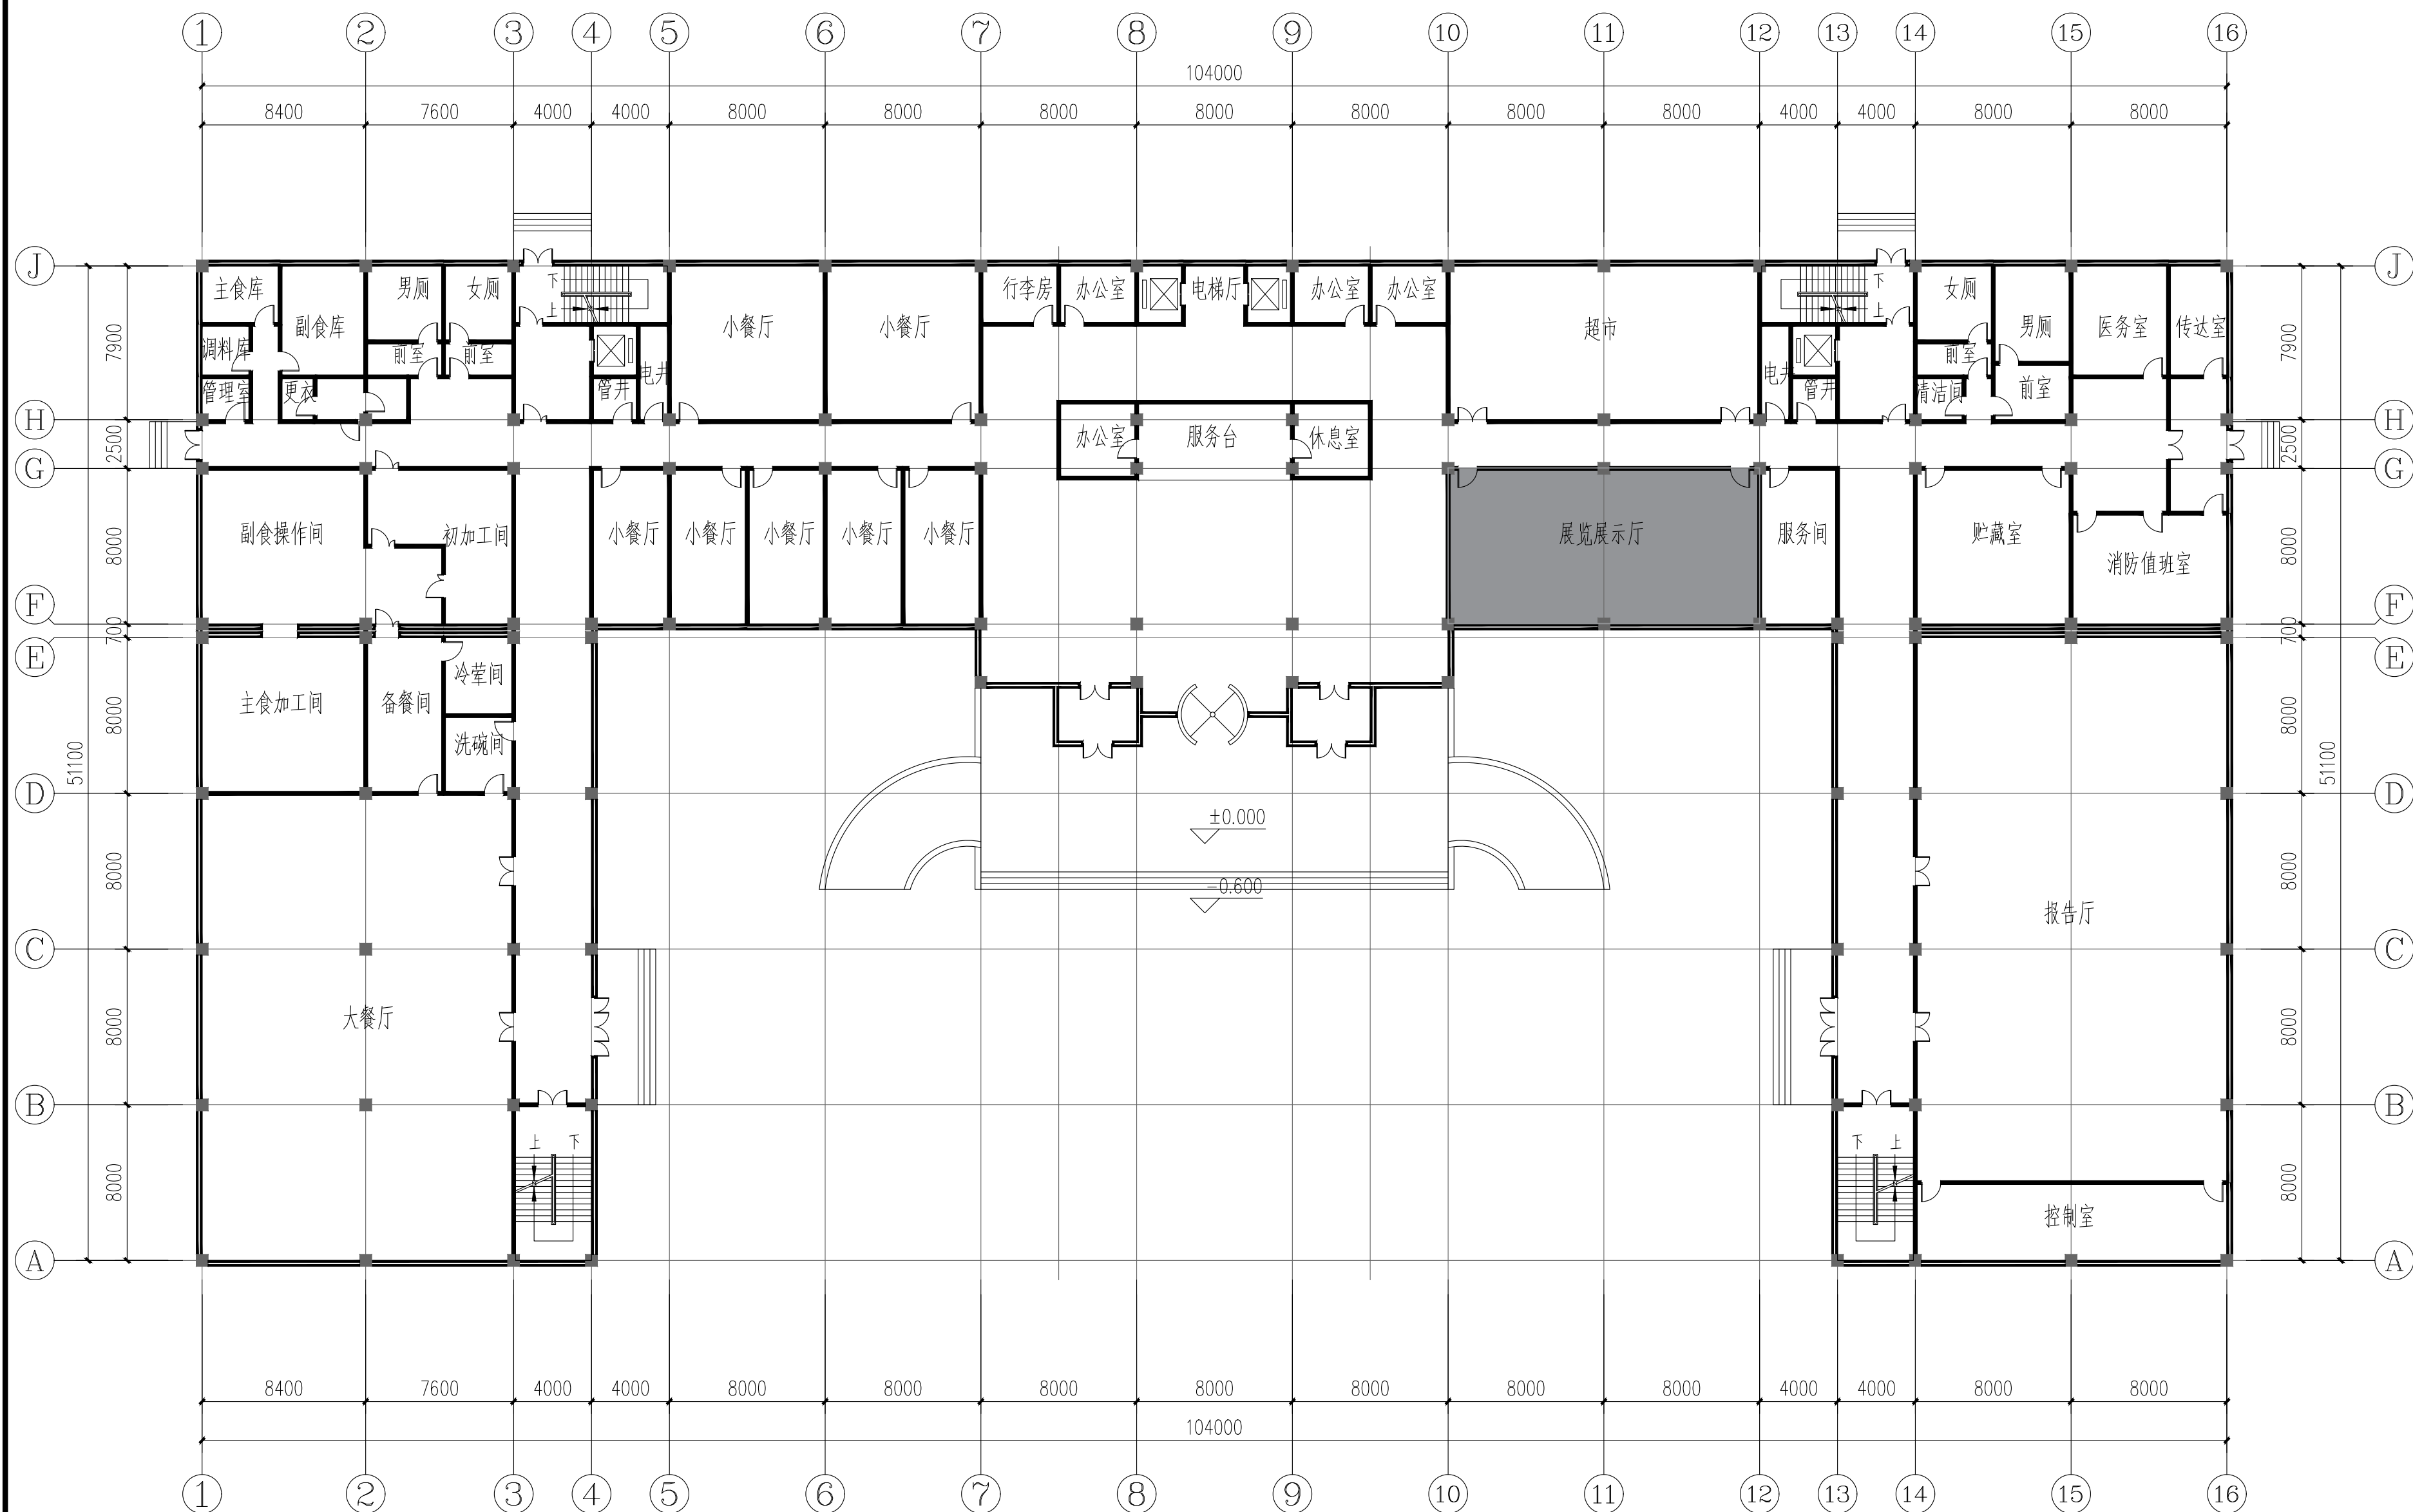 1 2 3 4 5 6 7 8 9 10 11 12 13 14 15 16
104000
8400 7600 4000 4000 8000 8000 8000 8000 8000 8000 8000 4000 4000 8000 8000
J J
主食库 男厕 女厕 下 行李房 办公室 电梯厅 办公室 办公室 下 女厕
上 上
副食库 小餐厅 小餐厅 超市 男厕 医务室 传达室
7900 7900
调料库 前室 前室 前室
管理室 更衣 管井 电井 电井 管井 清洁间 前室
H H
2500 办公室 服务台 休息室 2500
G G
副食操作间 初加工间 小餐厅 小餐厅 小餐厅 小餐厅 小餐厅 展览展示厅 服务间 贮藏室
8000 8000
消防值班室
F F
700 700
E E
冷荤间
主食加工间 备餐间
8000 8000
洗碗间
51100 51100
D D
±0.000
8000 8000
-0.600
报告厅
C C
大餐厅
8000 8000
B B
上 下 下 上
8000 8000
控制室
A A
8400 7600 4000 4000 8000 8000 8000 8000 8000 8000 8000 4000 4000 8000 8000
104000
1 2 3 4 5 6 7 8 9 10 11 12 13 14 15 16